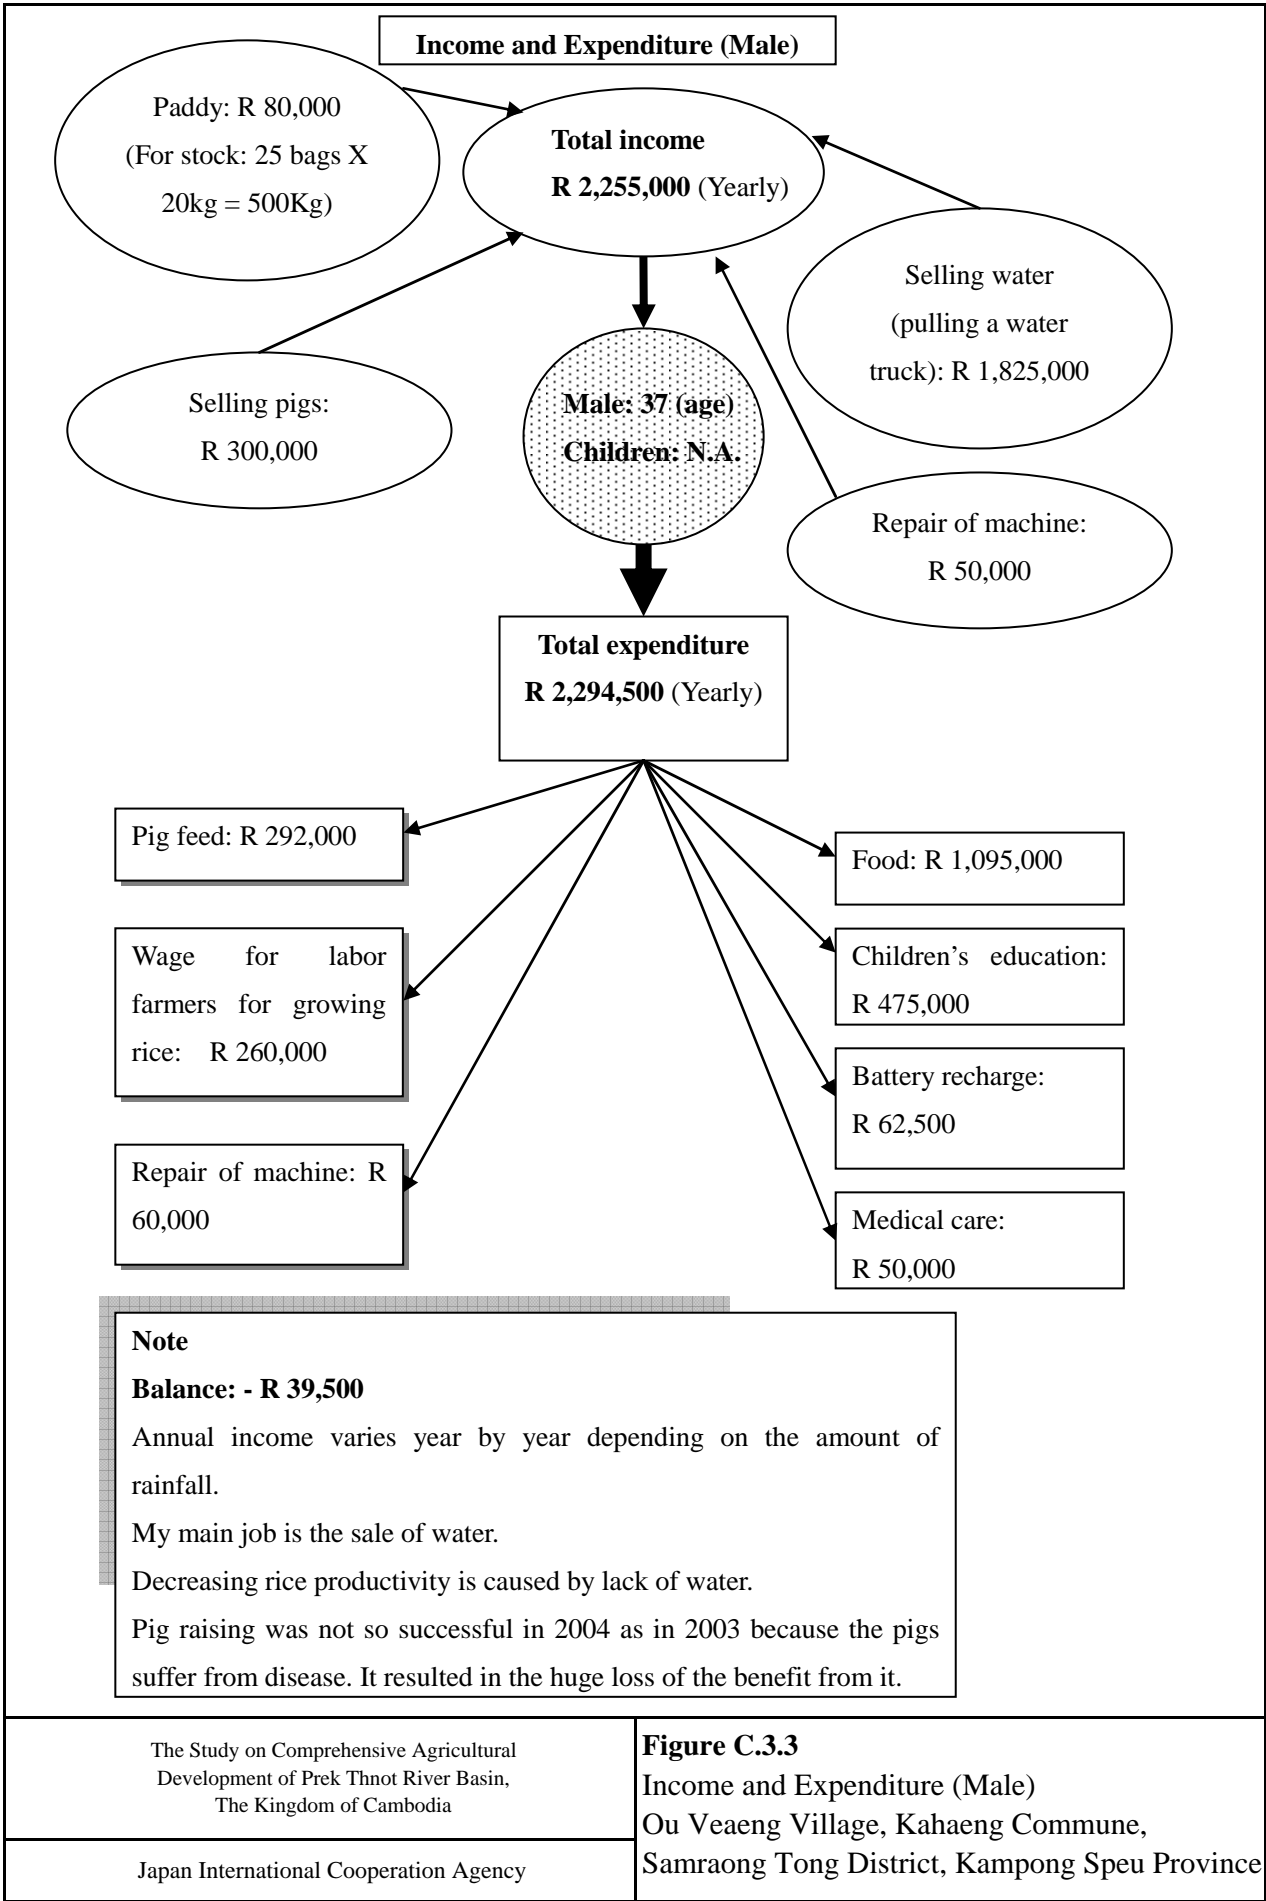 Income and Expenditure (Male)
Paddy: R 80,000
(For stock: 25 bags X
20kg = 500Kg)
Total income
R 2,255,000 (Yearly)
Selling water
(pulling a water
truck): R 1,825,000
Selling pigs:
R 300,000
Male: 37 (age)
Children: N.A.
Repair of machine:
R 50,000
Total expenditure
R 2,294,500 (Yearly)
Pig feed: R 292,000
Wage for labor
farmers for growing
rice: R 260,000
Repair of machine: R
60,000
Food: R 1,095,000
Children’s education:
R 475,000
Battery recharge:
R 62,500
Medical care:
R 50,000
Note
Balance: - R 39,500
Annual income varies year by year depending on the amount of
rainfall.
My main job is the sale of water.
Decreasing rice productivity is caused by lack of water.
Pig raising was not so successful in 2004 as in 2003 because the pigs
suffer from disease. It resulted in the huge loss of the benefit from it.
The Study on Comprehensive Agricultural
Development of Prek Thnot River Basin,
The Kingdom of Cambodia
Japan International Cooperation Agency
Figure C.3.3
Income and Expenditure (Male)
Ou Veaeng Village, Kahaeng Commune,
Samraong Tong District, Kampong Speu Province